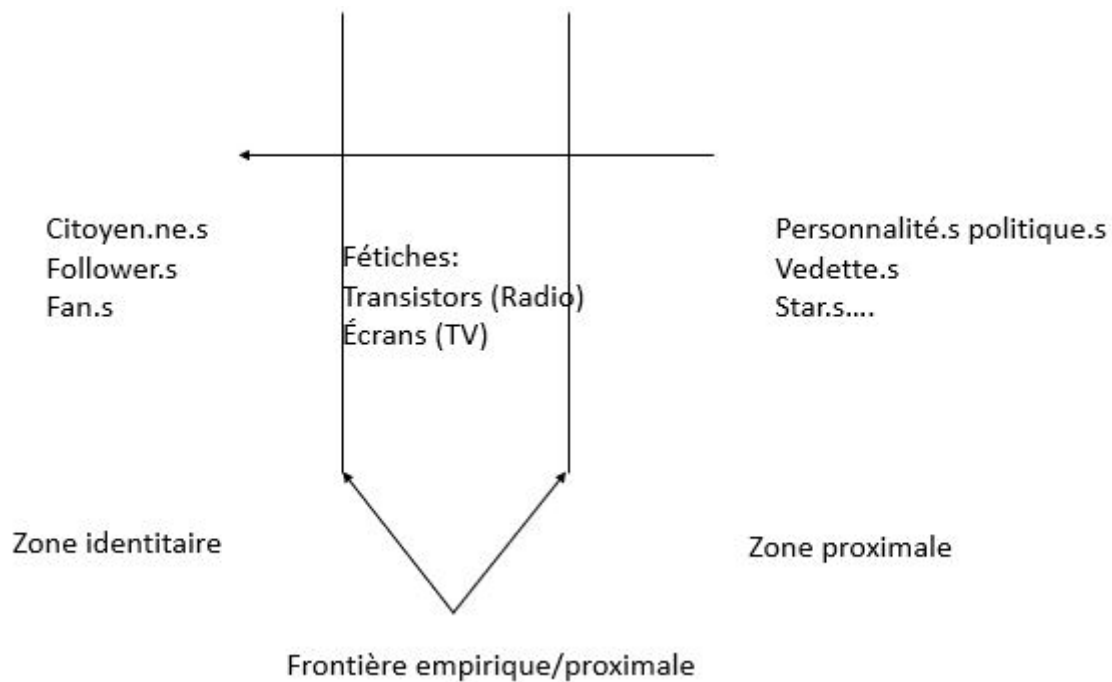 Citoyen.ne.s
Follower.s
Fan.s
Fétiches:
Transistors (Radio)
Écrans (TV)
Personnalité.s politique.s
Vedette.s
Star.s....
Zone identitaire
Zone proximale
Frontière empirique/proximale